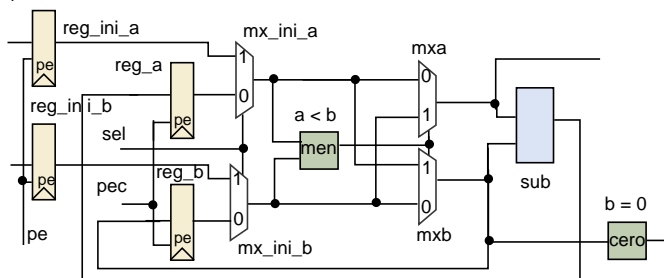 reg_ini_a
mx_ini_a
pe
1
0
reg_a
pe
mxa
0
1
reg_in i_b
pe
sel
a < b
men
sub
pec
reg_b
pe
1
0
mx_ini_b
1
0
mxb
b = 0
cero
pe